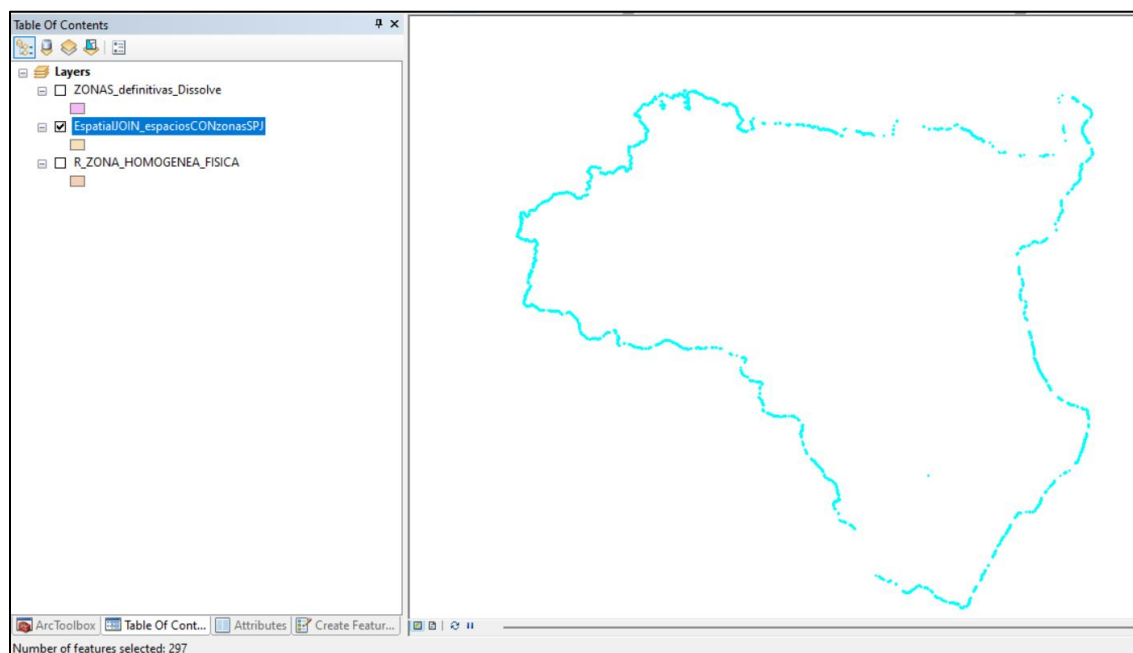 Table Of Contents
Layers
ZONAS_definitivas_Dissolve
EspatialJOIN_espaciosCONzonasSPJ
R_ZONA_HOMOGENEA_FISICA
ArcToolbox Table Of Cont... Attributes Create Featur...
Number of features selected: 297